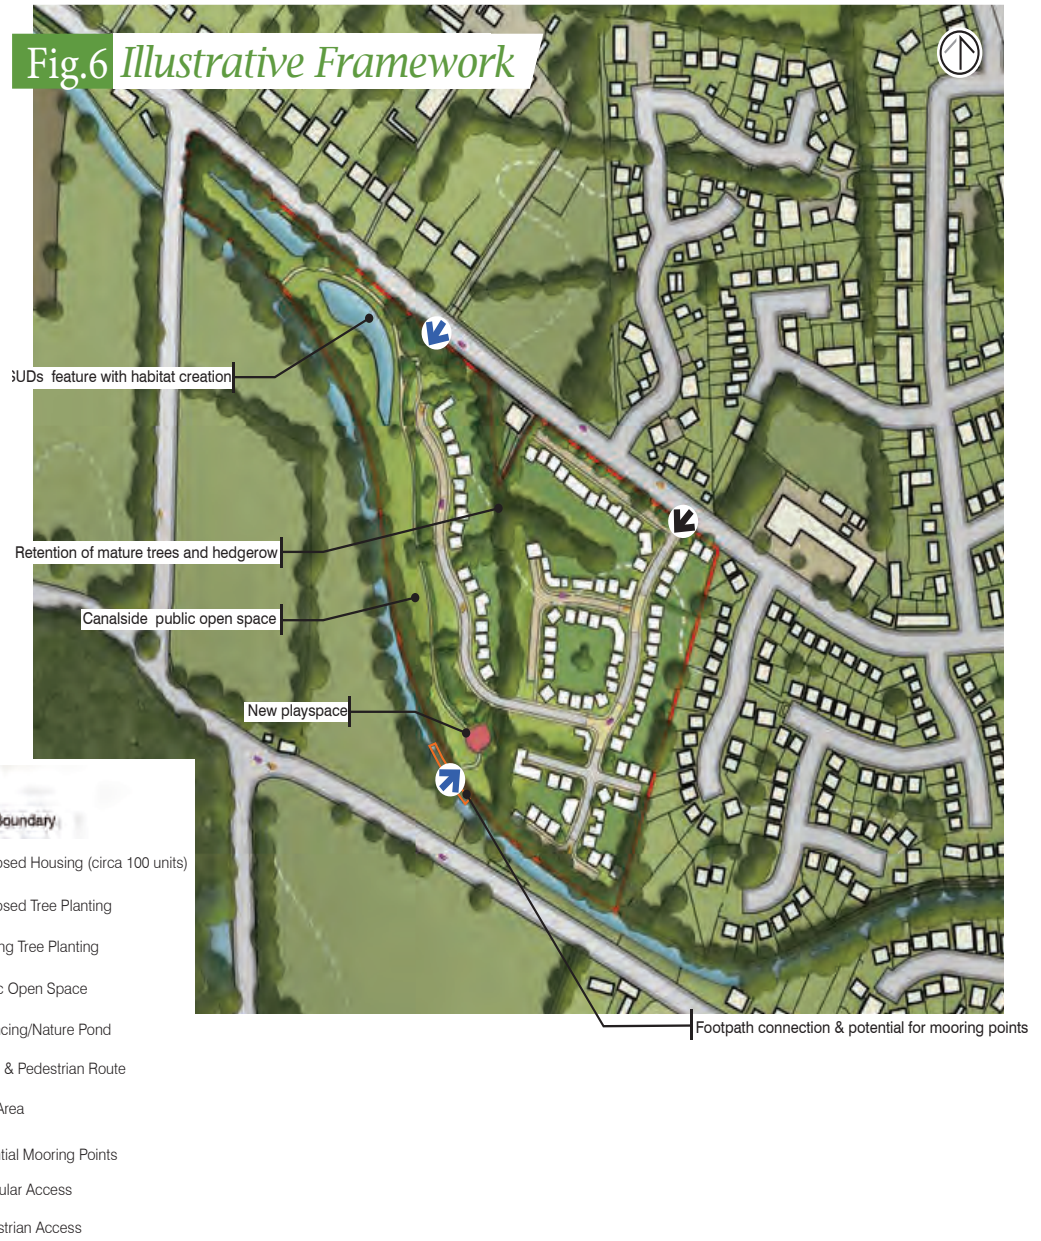 Fig.6 Illustrative Framework
SUDs feature with habitat creation
Retention of mature trees and hedgerow
Canalside public open space
New playspace
Boundary
osed Housing (circa 100 units)
osed Tree Planting
ng Tree Planting
c Open Space
cing/Nature Pond
& Pedestrian Route
Area
tial Mooring Points
ular Access
strian Access
Footpath connection & potential for mooring points